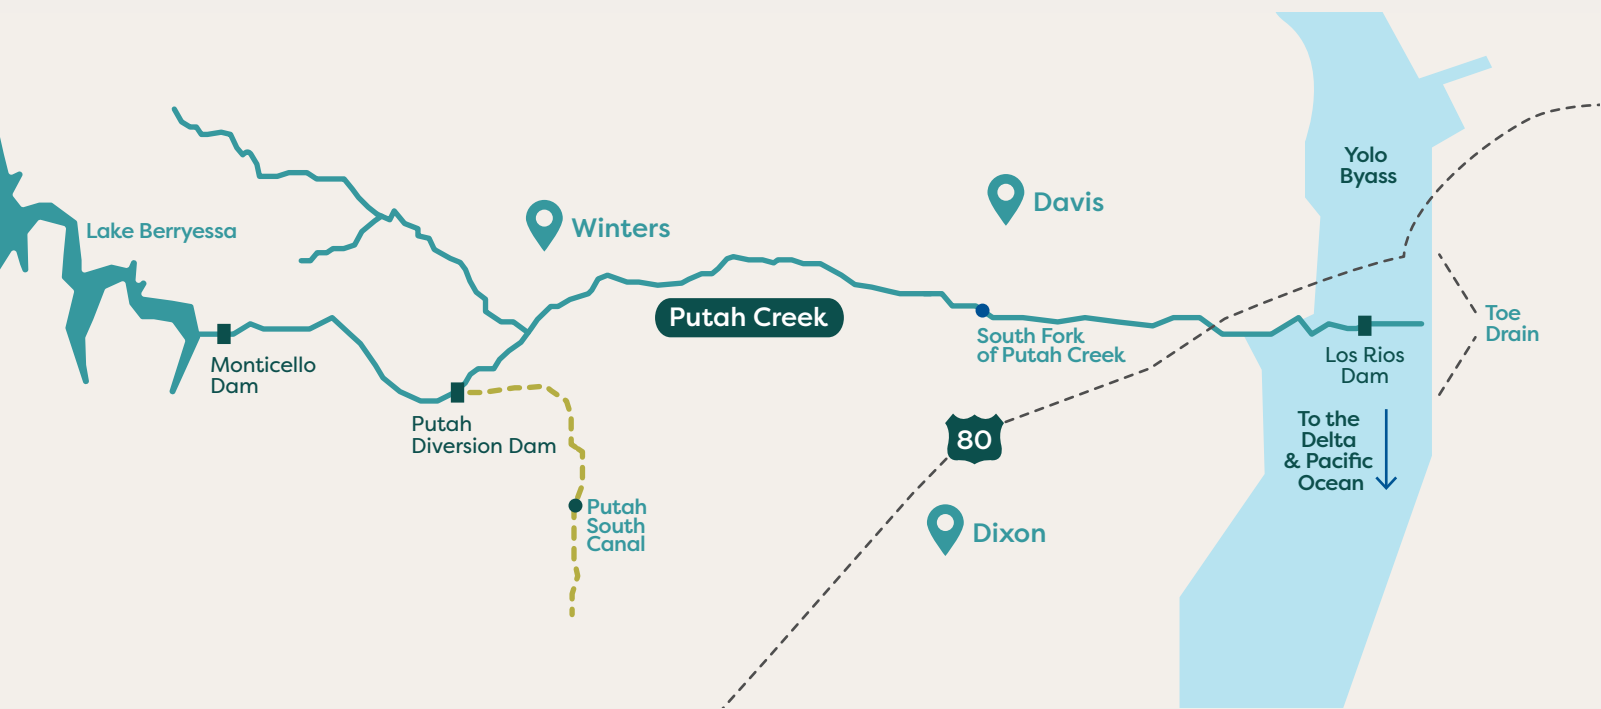 Yolo
Byass
Davis
Winters
Lake Berryessa
Putah Creek
South Fork
of Putah Creek
Toe
Drain
Monticello
Dam
Los Rios
Dam
Putah
Diversion Dam
80
To the
Delta
& Pacific
Ocean
Putah
South
Canal
Dixon